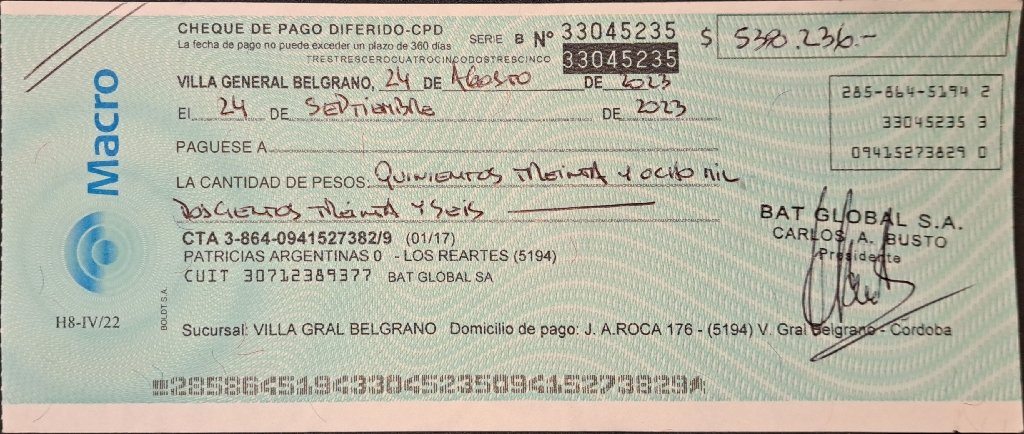 CHEQUE DE PAGO DIFERIDO-CPD
La fecha de pago no puede exceder un plazo de 360 días
SERIE B Nº 33045235
33045235
TRESTRESCEROCUATROCINCODOSTRESCINCO
$ 538.236.-
VILLA GENERAL BELGRANO, 24 DE AGOSTO DE 2023
El 24 DE SEPTIEMBRE DE 2023
285-864-5194 2
33045235 3
09415273829 0
PAGUESE A
LA CANTIDAD DE PESOS: QUINIENTOS TREINTA Y OCHO MIL
DOSCIENTOS TREINTA Y SEIS
Macro
CTA 3-864-0941527382/9 (01/17)
PATRICIAS ARGENTINAS 0 - LOS REARTES (5194)
CUIT 30712389377 BAT GLOBAL SA
BAT GLOBAL S.A.
CARLOS A. BUSTO
Presidente
H8-IV/22
BOLDT S.A.
Sucursal: VILLA GRAL BELGRANO Domicilio de pago: J. A.ROCA 176 - (5194) V. Gral Belgrano - Cordoba
28586451943304523509415273829